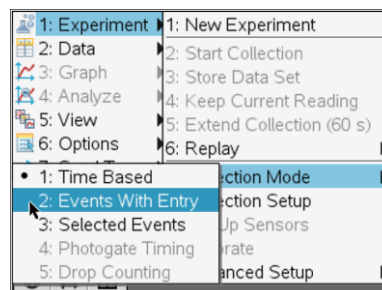 1: Experiment
2: Data
3: Graph
4: Analyze
5: View
6: Options
1: New Experiment
2: Start Collection
3: Store Data Set
4: Keep Current Reading
5: Extend Collection (60 s)
6: Replay
ection Mode
ection Setup
Up Sensors
brate
anced Setup
1: Time Based
2: Events With Entry
3: Selected Events
4: Photogate Timing
5: Drop Counting